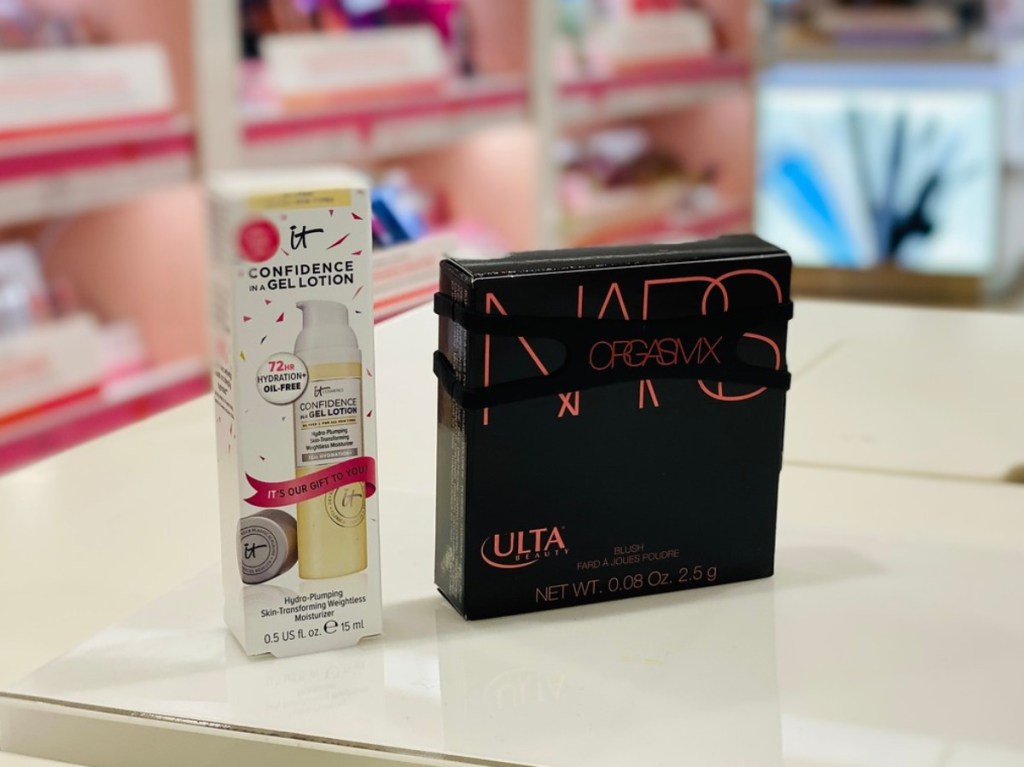 it
CONFIDENCE
IN A GEL LOTION
72HR
HYDRATION+
OIL-FREE
it COSMETICS
CONFIDENCE
IN A GEL LOTION
Hydro-Plumping
Skin-Transforming
Weightless Moisturizer
IT'S OUR GIFT TO YOU!
it
it
Hydro-Plumping
Skin-Transforming Weightless
Moisturizer
0.5 US fl. oz. ℮ 15 ml
NARS
ORGASM X
ULTA
BEAUTY
BLUSH
FARD À JOUES POUDRE
NET WT. 0.08 Oz. 2.5 g